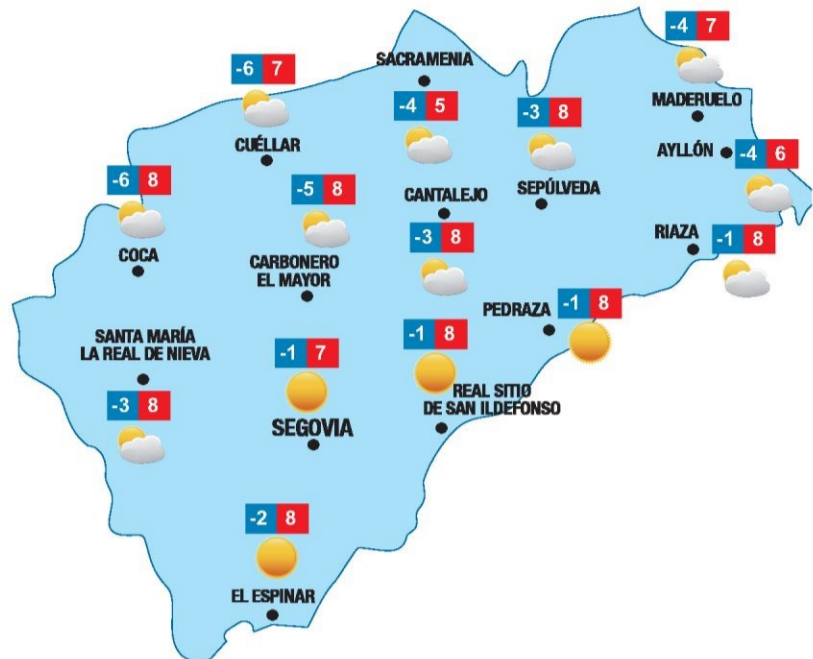 -4 7
MADERUELO
-6 7
CUÉLLAR
SACRAMENIA
-4 5
-3 8
SEPÚLVEDA
AYLLÓN
-4 6
-6 8
COCA
-5 8
CARBONERO
EL MAYOR
CANTALEJO
-3 8
RIAZA
-1 8
SANTA MARÍA
LA REAL DE NIEVA
-3 8
-1 7
SEGOVIA
-1 8
REAL SITIO
DE SAN ILDEFONSO
PEDRAZA
-1 8
-2 8
EL ESPINAR